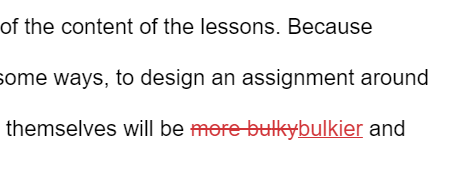 of the content of the lessons. Because
some ways, to design an assignment around
themselves will be more bulkybulkier and